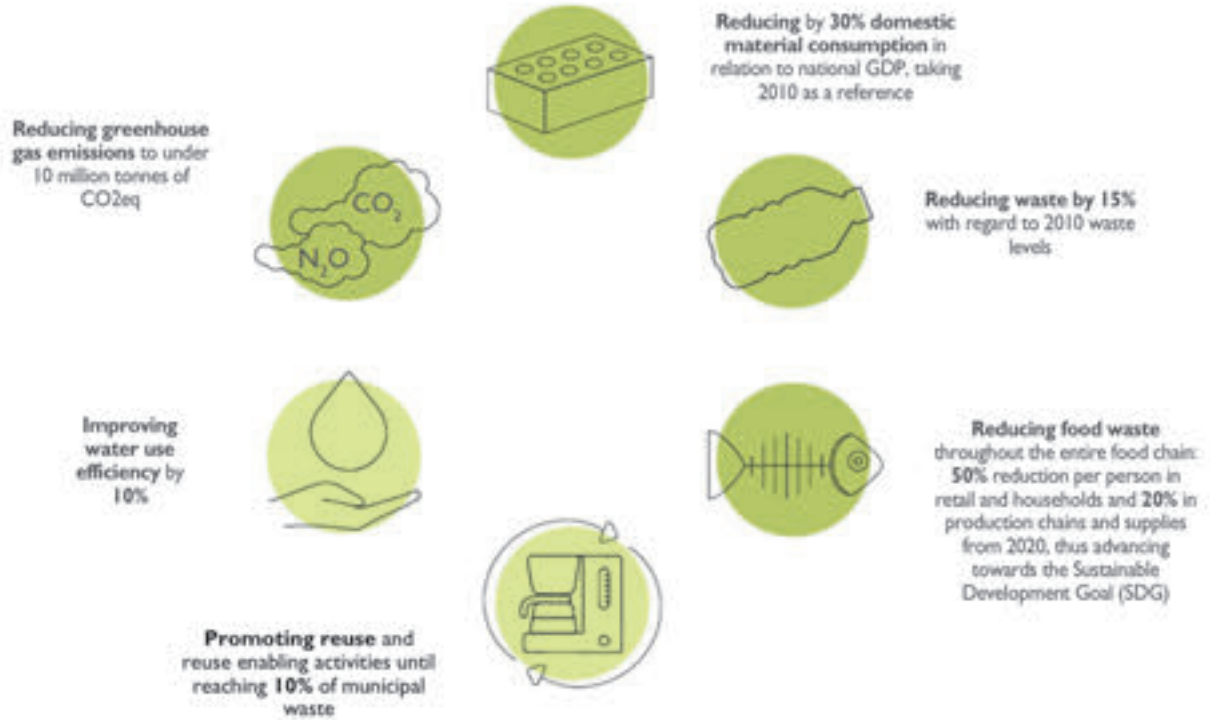 Reducing by 30% domestic
material consumption in
relation to national GDP, taking
2010 as a reference
Reducing waste by 15%
with regard to 2010 waste
levels
Reducing food waste
throughout the entire food chain:
50% reduction per person in
retail and households and 20% in
production chains and supplies
from 2020, thus advancing
towards the Sustainable
Development Goal (SDG)
Promoting reuse and
reuse enabling activities until
reaching 10% of municipal
waste
Improving
water use
efficiency by
10%
Reducing greenhouse
gas emissions to under
10 million tonnes of
CO2eq
CO₂
N₂O